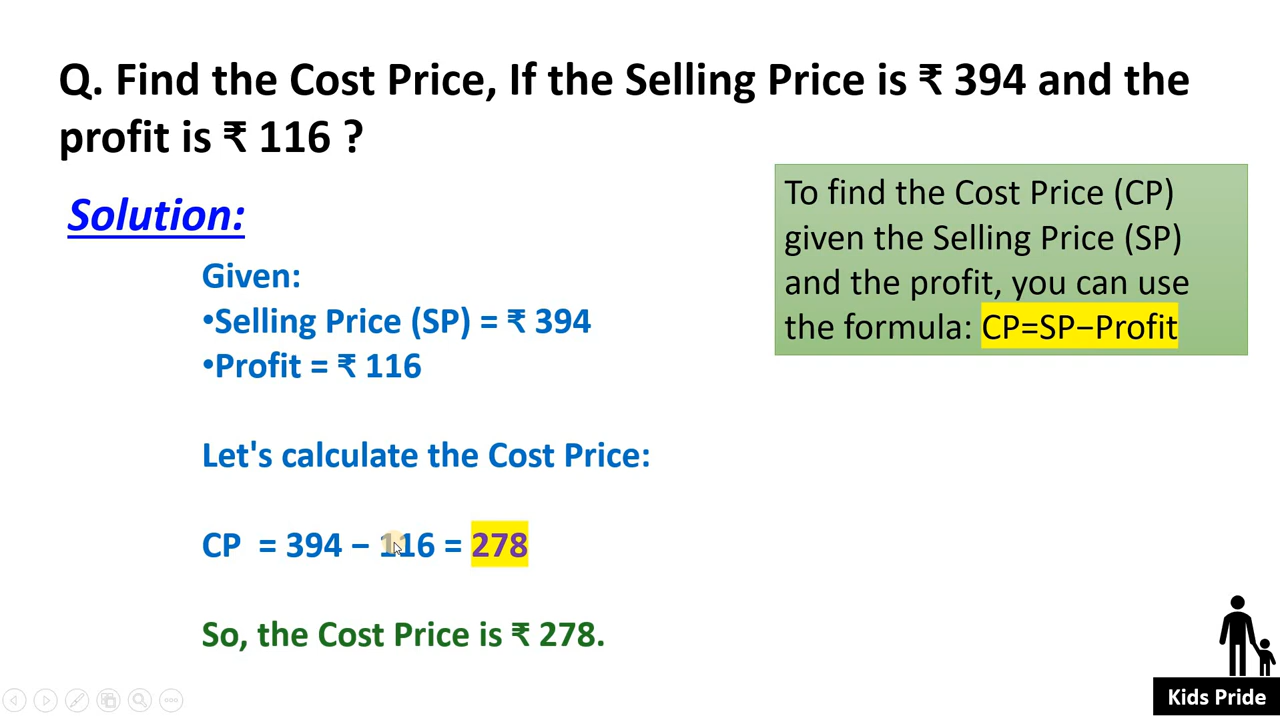 Q. Find the Cost Price, If the Selling Price is ₹ 394 and the
profit is ₹ 116 ?
Solution:
To find the Cost Price (CP)
given the Selling Price (SP)
and the profit, you can use
the formula: CP=SP−Profit
Given:
•Selling Price (SP) = ₹ 394
•Profit = ₹ 116
Let's calculate the Cost Price:
CP = 394 − 116 = 278
So, the Cost Price is ₹ 278.
Kids Pride